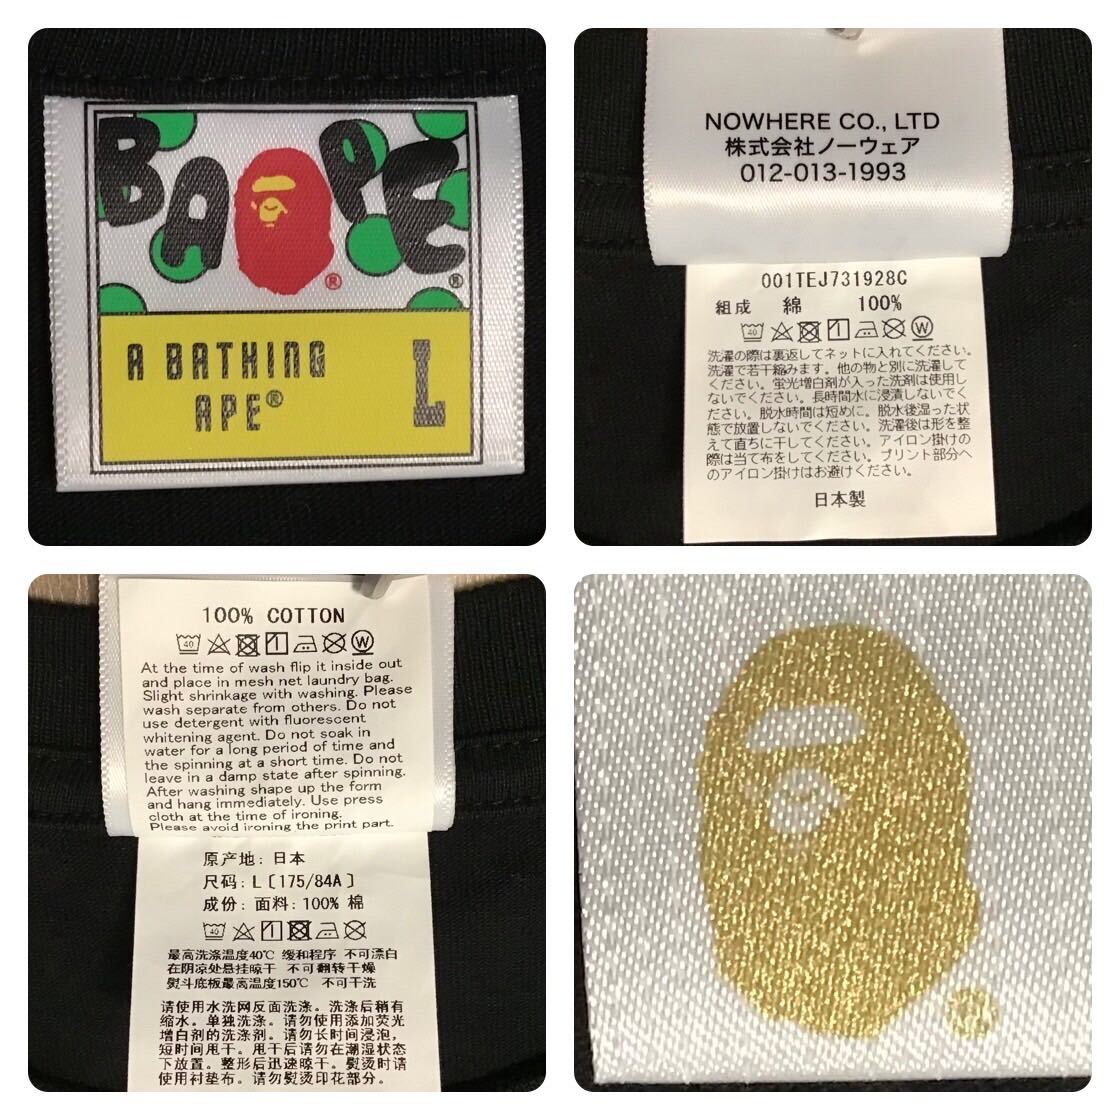 BAPE
®
®
A BATHING
APE®
L
NOWHERE CO., LTD
株式会社ノーウェア
012-013-1993
001TEJ731928C
組成 綿 100%
40 W
洗濯の際は裏返してネットに入れてください。
洗濯で若干縮みます。他の物と別に洗濯して
ください。蛍光増白剤が入った洗剤は使用し
ないでください。長時間水に浸漬しないでく
ださい。脱水時間は短めに。脱水後湿った状
態で放置しないでください。洗濯後は形を整
えて直ちに干してください。アイロン掛けの
際は当て布をしてください。プリント部分へ
のアイロン掛けはお避けください。
日本製
100% COTTON
40 W
At the time of wash flip it inside out
and place in mesh net laundry bag.
Slight shrinkage with washing. Please
wash separate from others. Do not
use detergent with fluorescent
whitening agent. Do not soak in
water for a long period of time and
the spinning at a short time. Do not
leave in a damp state after spinning.
After washing shape up the form
and hang immediately. Use press
cloth at the time of ironing.
Please avoid ironing the print part.
原产地: 日本
尺码: L [175/84A]
成份: 面料: 100% 棉
40
最高洗涤温度40℃ 缓和程序 不可漂白
在阴凉处悬挂晾干 不可翻转干燥
熨斗底板最高温度150℃ 不可干洗
请使用水洗网反面洗涤。洗涤后稍有
缩水。单独洗涤。请勿使用添加荧光
增白剂的洗涤剂。请勿长时间浸泡,
短时间甩干。甩干后请勿在潮湿状态
下放置。整形后迅速晾干。熨烫时请
使用衬垫布。请勿熨烫印花部分。